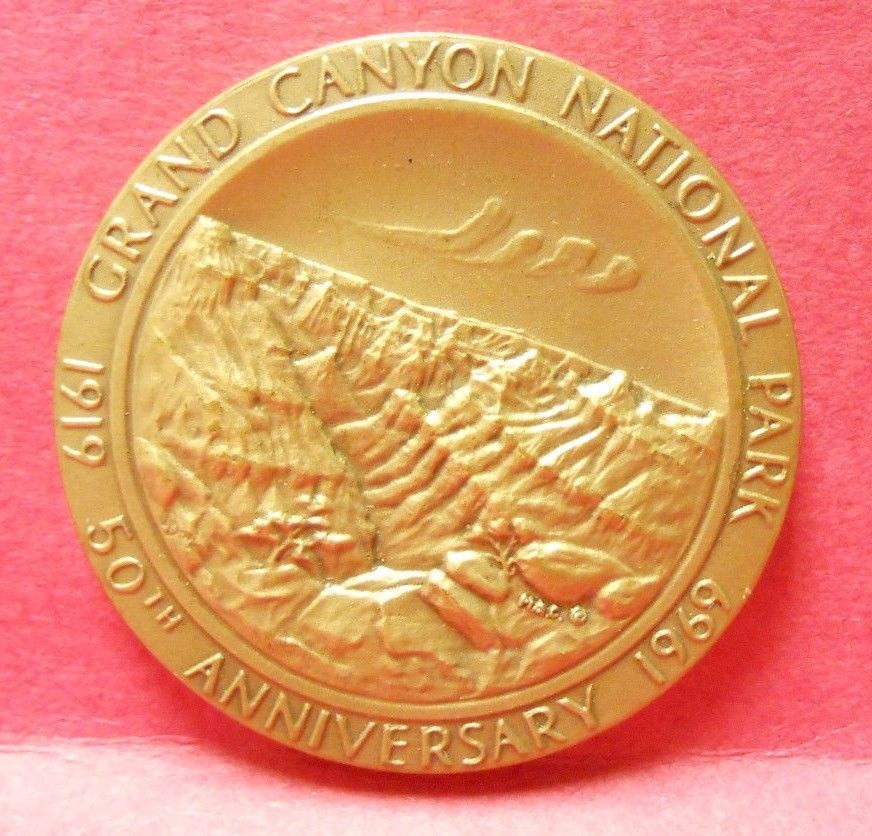 GRAND CANYON NATIONAL PARK
1919 50TH ANNIVERSARY 1969